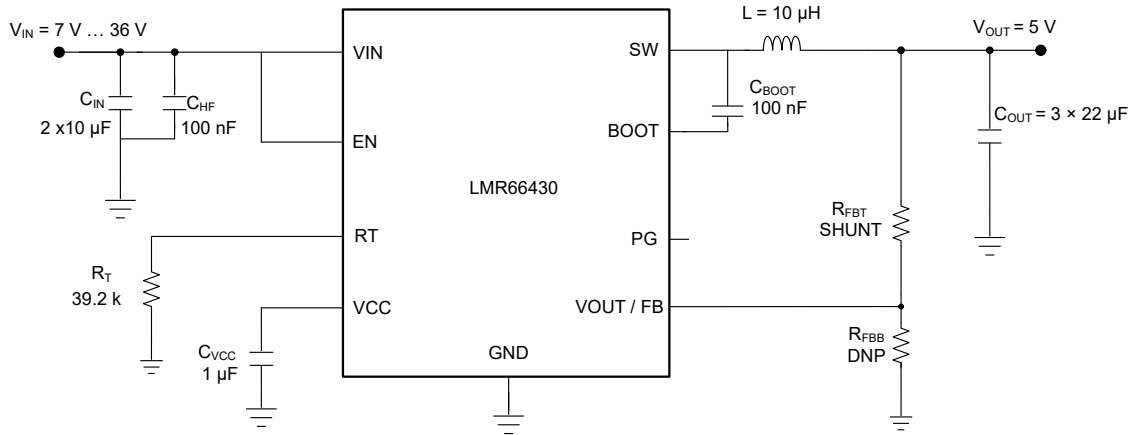 V_IN = 7 V … 36 V
C_IN
2 x10 µF
C_HF
100 nF
R_T
39.2 k
C_VCC
1 µF
VIN
EN
RT
VCC
LMR66430
GND
SW
BOOT
PG
VOUT / FB
L = 10 µH
C_BOOT
100 nF
V_OUT = 5 V
C_OUT = 3 × 22 µF
R_FBT
SHUNT
R_FBB
DNP